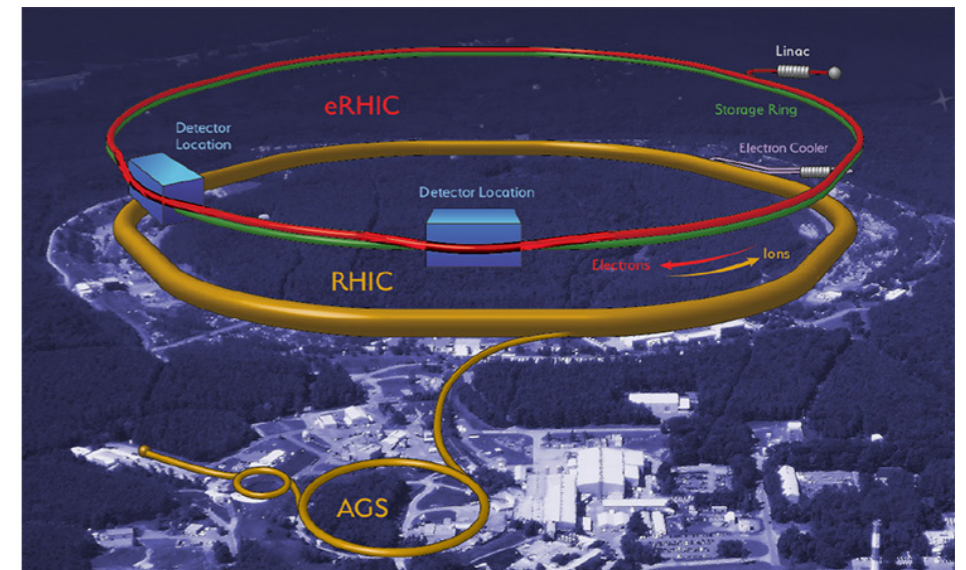 Linac
eRHIC
Storage Ring
Detector
Location
Electron Cooler
Detector Location
Electrons
Ions
RHIC
AGS